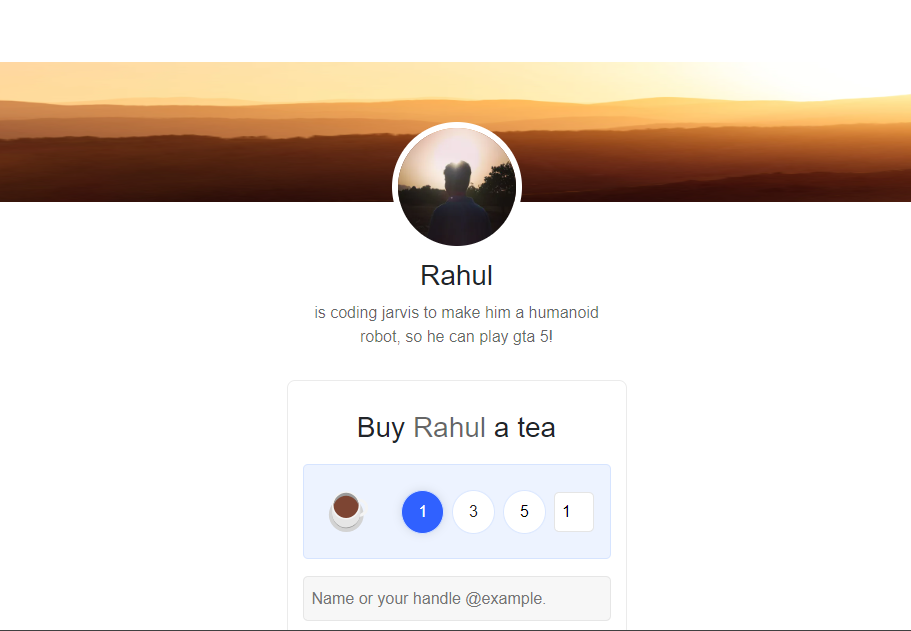 Rahul
is coding jarvis to make him a humanoid
robot, so he can play gta 5!
Buy Rahul a tea
1 3 5 1
Name or your handle @example.